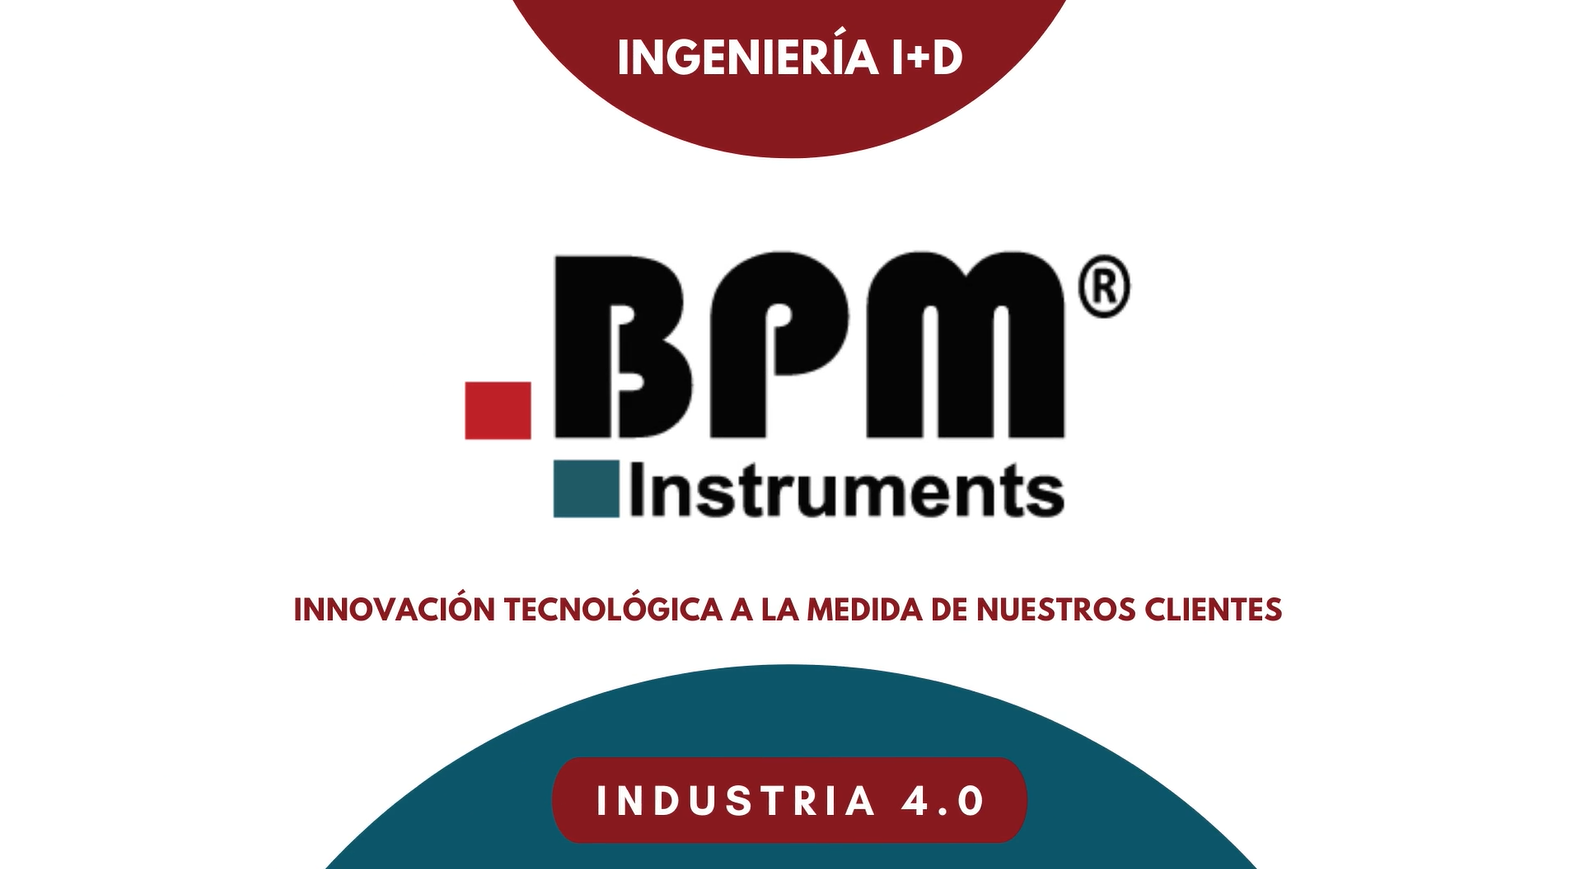 INGENIERÍA I+D
BPM®
Instruments
INNOVACIÓN TECNOLÓGICA A LA MEDIDA DE NUESTROS CLIENTES
INDUSTRIA 4.0